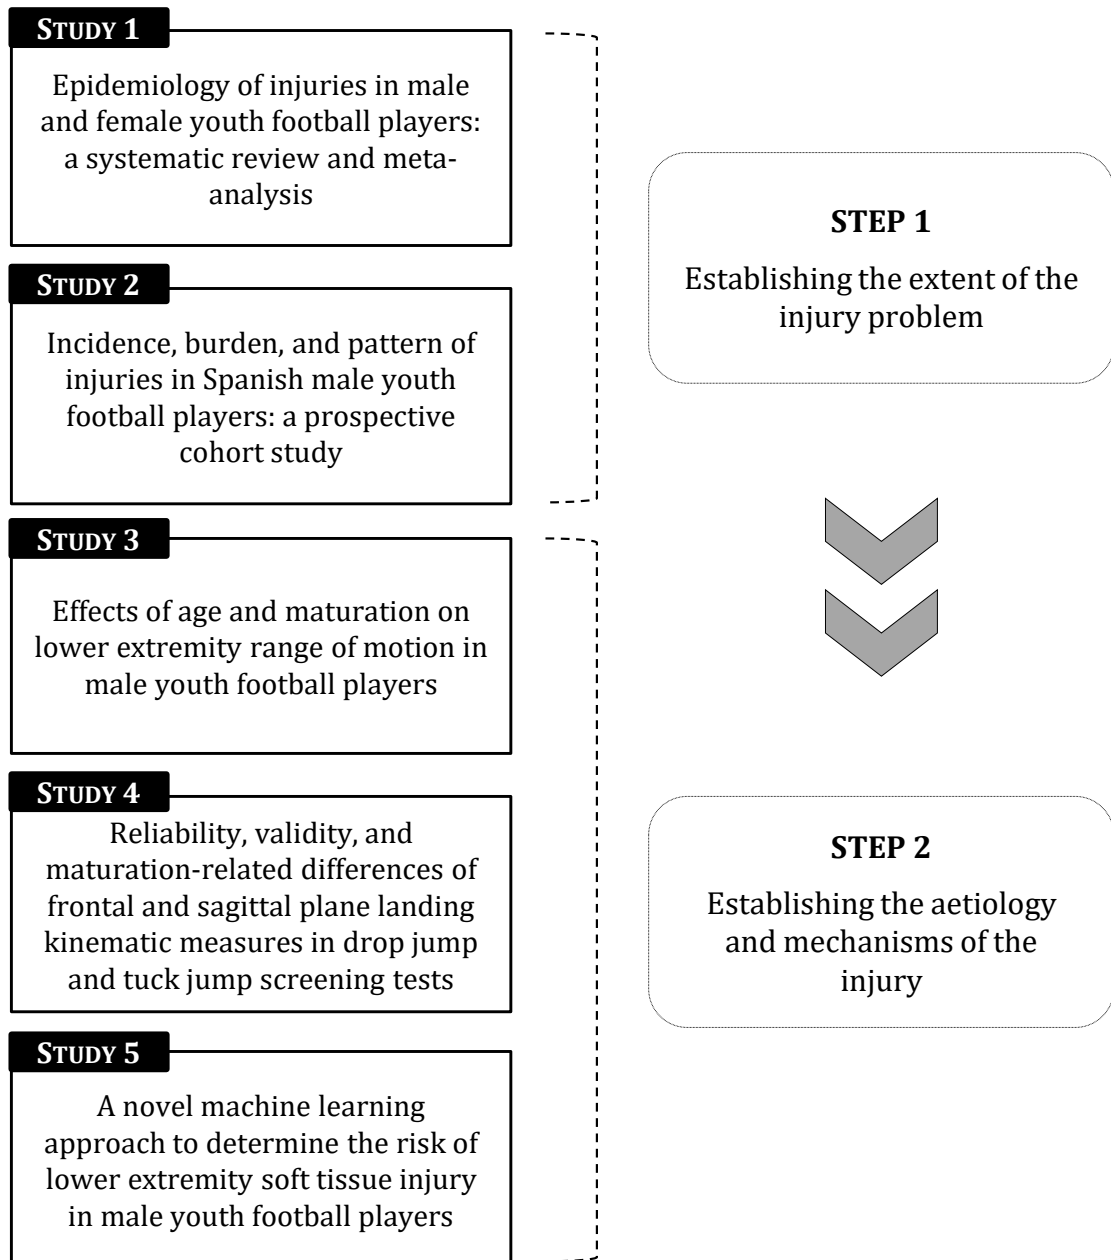 STUDY 1
Epidemiology of injuries in male
and female youth football players:
a systematic review and meta-
analysis
STUDY 2
Incidence, burden, and pattern of
injuries in Spanish male youth
football players: a prospective
cohort study
STEP 1
Establishing the extent of the
injury problem
STUDY 3
Effects of age and maturation on
lower extremity range of motion in
male youth football players
STUDY 4
Reliability, validity, and
maturation-related differences of
frontal and sagittal plane landing
kinematic measures in drop jump
and tuck jump screening tests
STUDY 5
A novel machine learning
approach to determine the risk of
lower extremity soft tissue injury
in male youth football players
STEP 2
Establishing the aetiology
and mechanisms of the
injury